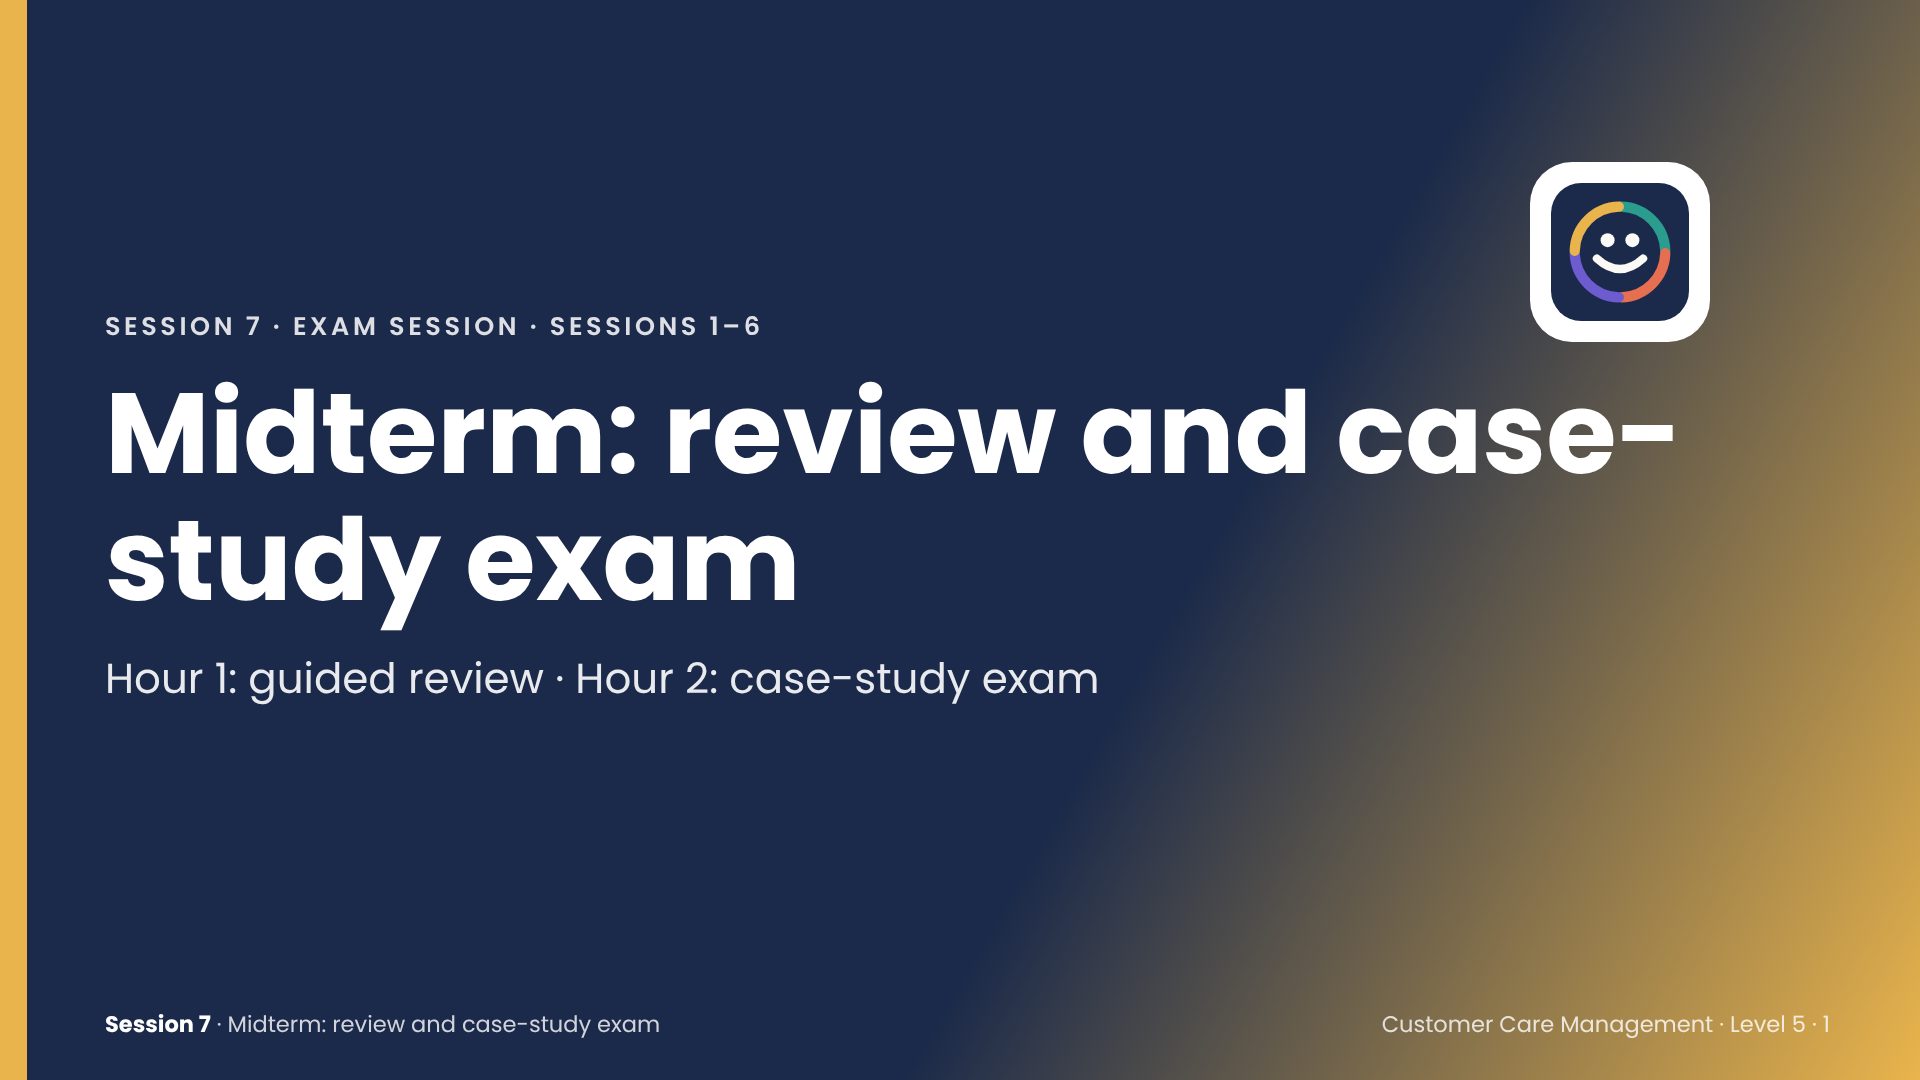 SESSION 7 · EXAM SESSION · SESSIONS 1–6
Midterm: review and case-
study exam
Hour 1: guided review · Hour 2: case-study exam
Session 7 · Midterm: review and case-study exam
Customer Care Management · Level 5 · 1